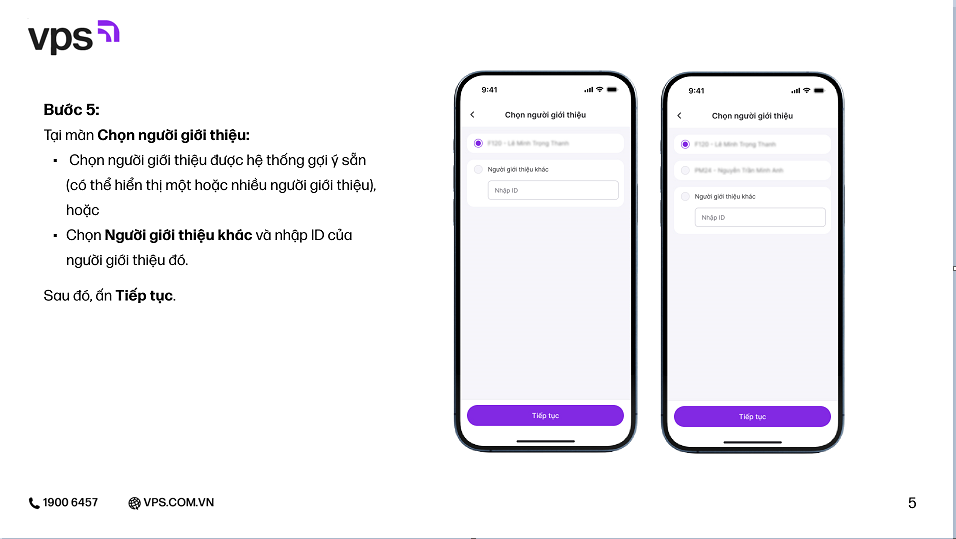 vps
Bước 5:
Tại màn Chọn người giới thiệu:
▪ Chọn người giới thiệu được hệ thống gợi ý sẵn
(có thể hiển thị một hoặc nhiều người giới thiệu),
hoặc
▪ Chọn Người giới thiệu khác và nhập ID của
người giới thiệu đó.
Sau đó, ấn Tiếp tục.
9:41
Chọn người giới thiệu
F120 - Lê Minh Trọng Thanh
Người giới thiệu khác
Nhập ID
Tiếp tục
9:41
Chọn người giới thiệu
F120 - Lê Minh Trọng Thanh
PM24 - Nguyễn Trần Minh Anh
Người giới thiệu khác
Nhập ID
Tiếp tục
1900 6457
VPS.COM.VN
5